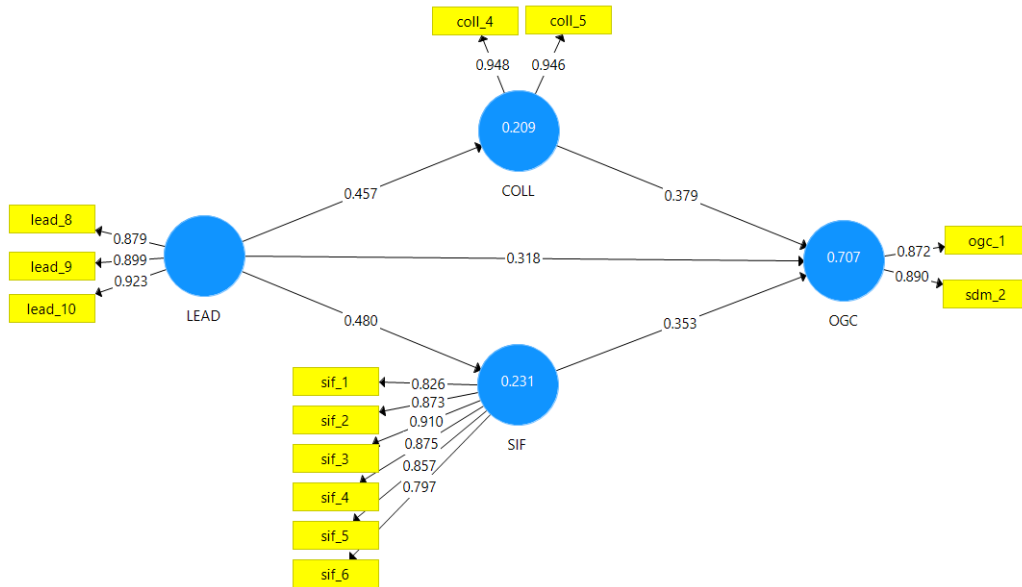 coll_4
coll_5
0.948
0.946
0.209
COLL
0.457
0.379
lead_8
lead_9
lead_10
0.879
0.899
0.923
LEAD
0.318
0.707
OGC
0.872
0.890
ogc_1
sdm_2
0.480
0.353
0.231
SIF
sif_1
sif_2
sif_3
sif_4
sif_5
sif_6
0.826
0.873
0.910
0.875
0.857
0.797